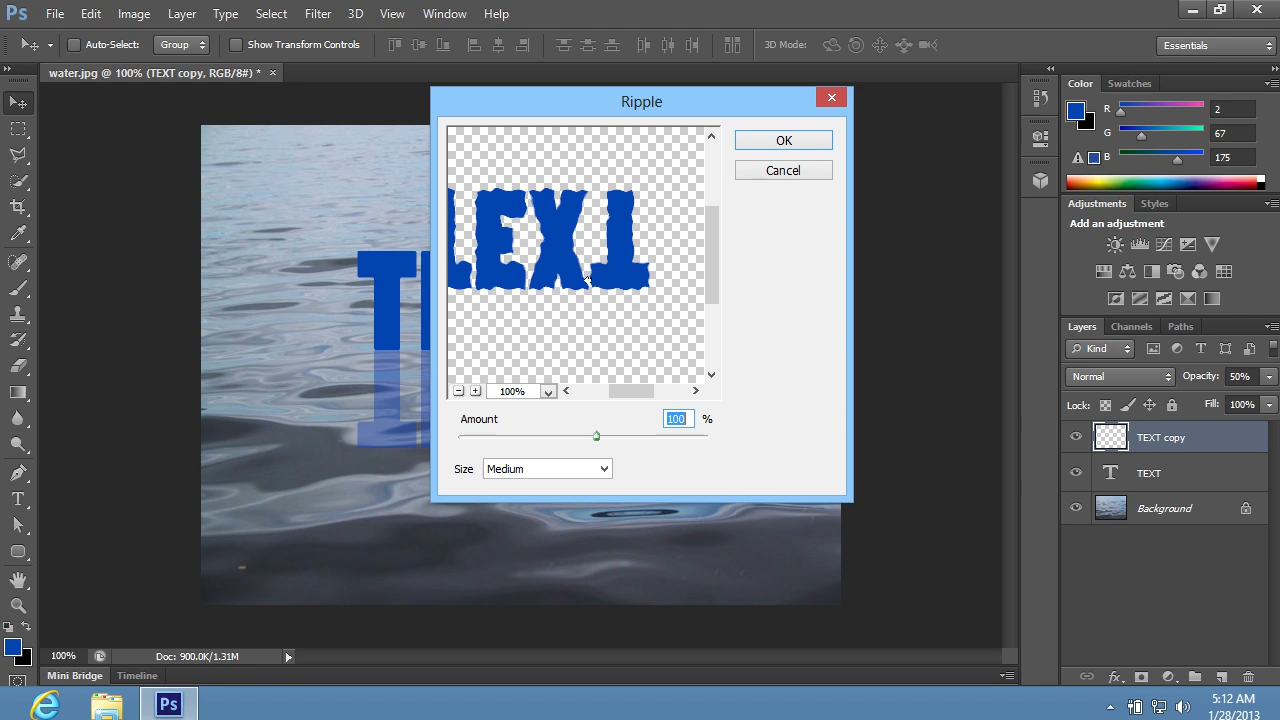 Ps File Edit Image Layer Type Select Filter 3D View Window Help
Auto-Select: Group Show Transform Controls 3D Mode: Essentials
water.jpg @ 100% (TEXT copy, RGB/8#) * ×
Ripple
OK
Cancel
TEXT
100%
Amount 100 %
Size Medium
Color Swatches
R 2
G 67
B 175
Adjustments Styles
Add an adjustment
Layers Channels Paths
Kind
Normal Opacity: 50%
Lock: Fill: 100%
TEXT copy
T TEXT
Background
fx
100% Doc: 900.0K/1.31M
Mini Bridge Timeline
Ps
5:12 AM
1/28/2013